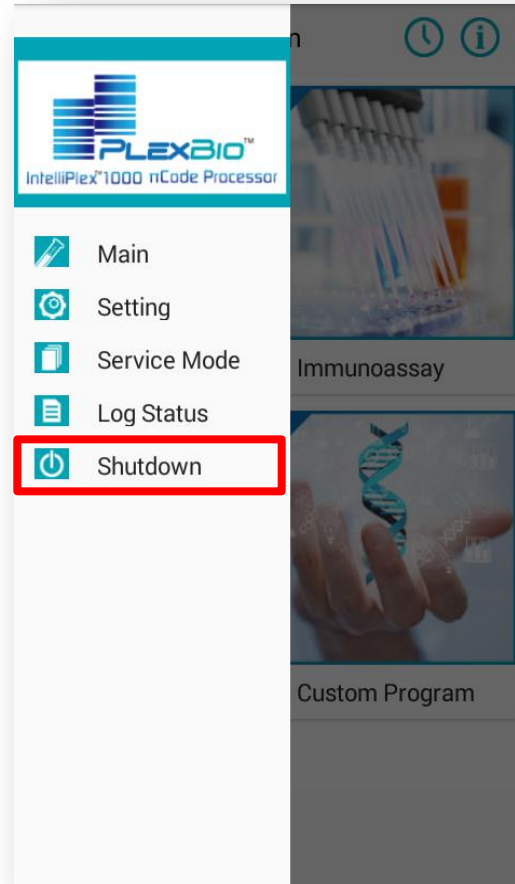 n
PLEXBIO™
IntelliPlex™1000 πCode Processor
Main
Setting
Service Mode
Log Status
Shutdown
Immunoassay
Custom Program